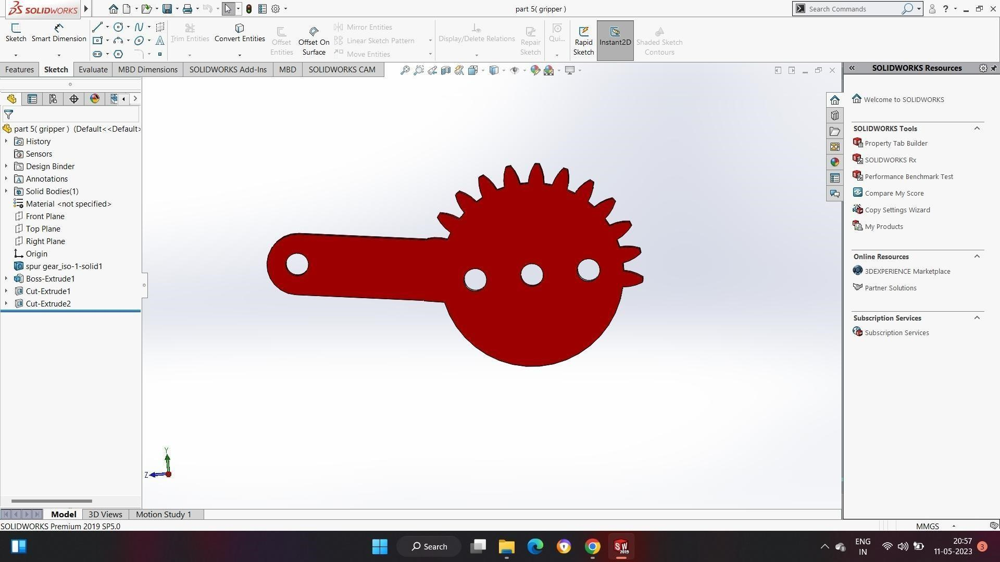 SOLIDWORKS
part 5( gripper )
Search Commands
?
Sketch
Smart Dimension
Trim Entities
Convert Entities
Offset Entities
Offset On Surface
Mirror Entities
Linear Sketch Pattern
Move Entities
Display/Delete Relations
Repair Sketch
Qui...
Rapid Sketch
Instant2D
Shaded Sketch Contours
Features
Sketch
Evaluate
MBD Dimensions
SOLIDWORKS Add-Ins
MBD
SOLIDWORKS CAM
part 5( gripper ) (Default<<Default>
History
Sensors
Design Binder
Annotations
Solid Bodies(1)
Material <not specified>
Front Plane
Top Plane
Right Plane
Origin
spur gear_iso-1-solid1
Boss-Extrude1
Cut-Extrude1
Cut-Extrude2
Y
Z
SOLIDWORKS Resources
Welcome to SOLIDWORKS
SOLIDWORKS Tools
Property Tab Builder
SOLIDWORKS Rx
Performance Benchmark Test
Compare My Score
Copy Settings Wizard
My Products
Online Resources
3DEXPERIENCE Marketplace
Partner Solutions
Subscription Services
Subscription Services
Model
3D Views
Motion Study 1
SOLIDWORKS Premium 2019 SP5.0
MMGS
Search
SW
2019
ENG
IN
20:57
11-05-2023
3